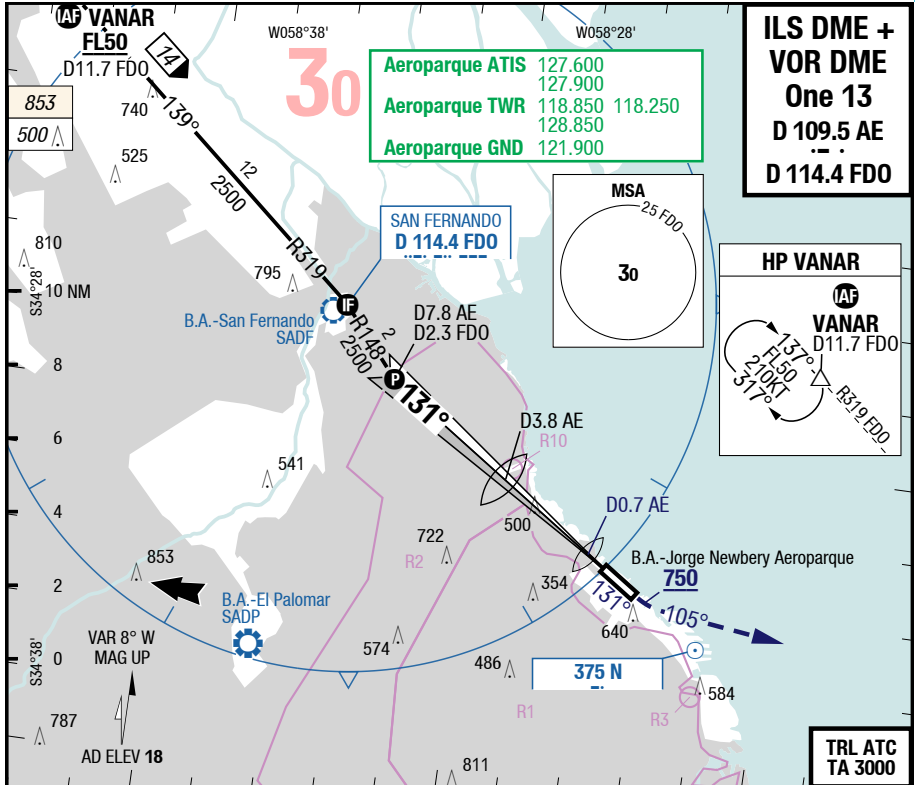 IAF VANAR
FL50
D11.7 FDO
14
W058°38'
W058°28'
30
Aeroparque ATIS 127.600
127.900
Aeroparque TWR 118.850 118.250
128.850
Aeroparque GND 121.900
ILS DME +
VOR DME
One 13
D 109.5 AE
D 114.4 FDO
853
500
740
525
139°
12
2500
R319
MSA
25 FDO
30
SAN FERNANDO
D 114.4 FDO
HP VANAR
IAF
VANAR
D11.7 FDO
137°
FL50
210KT
317°
R319 FDO
810
795
S34°28'
10 NM
IF
B.A.-San Fernando
SADF
R148
2
2500
D7.8 AE
D2.3 FDO
8
P
131°
D3.8 AE
R10
6
541
4
500
D0.7 AE
722
R2
B.A.-Jorge Newbery Aeroparque
750
853
2
354
131°
105°
B.A.-El Palomar
SADP
640
574
VAR 8° W
MAG UP
S34°38'
0
486
375 N
584
R1
R3
787
AD ELEV 18
811
TRL ATC
TA 3000